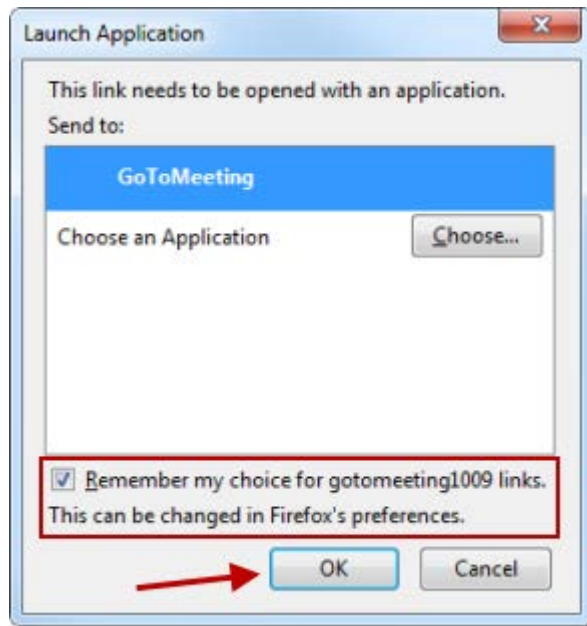 Launch Application
This link needs to be opened with an application.
Send to:
GoToMeeting
Choose an Application
Choose...
Remember my choice for gotomeeting1009 links.
This can be changed in Firefox's preferences.
OK
Cancel